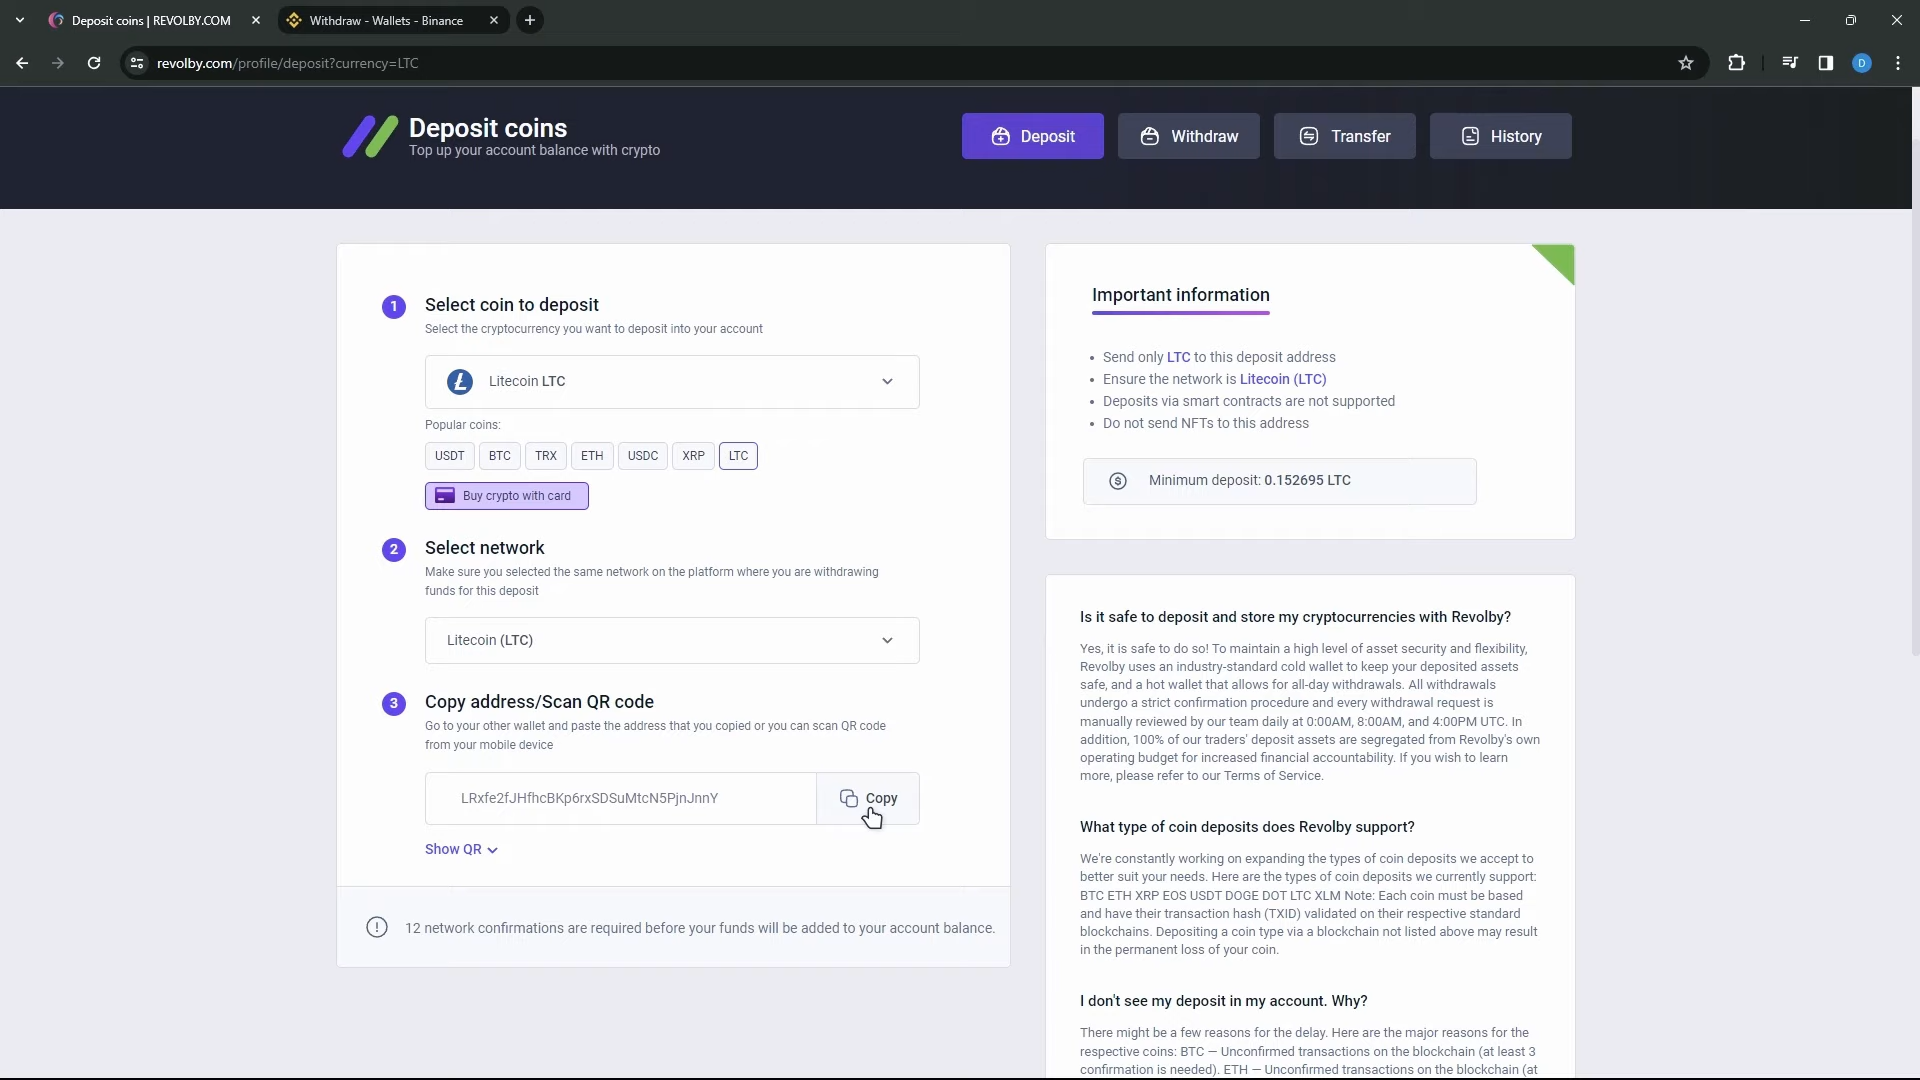 Deposit coins | REVOLBY.COM
Withdraw - Wallets - Binance
revolby.com/profile/deposit?currency=LTC
D
Deposit coins
Top up your account balance with crypto
Deposit
Withdraw
Transfer
History
1
Select coin to deposit
Select the cryptocurrency you want to deposit into your account
Litecoin LTC
Popular coins:
USDT
BTC
TRX
ETH
USDC
XRP
LTC
Buy crypto with card
2
Select network
Make sure you selected the same network on the platform where you are withdrawing
funds for this deposit
Litecoin (LTC)
3
Copy address/Scan QR code
Go to your other wallet and paste the address that you copied or you can scan QR code
from your mobile device
LRxfe2fJHfhcBKp6rxSDSuMtcN5PjnJnnY
Copy
Show QR
12 network confirmations are required before your funds will be added to your account balance.
Important information
• Send only LTC to this deposit address
• Ensure the network is Litecoin (LTC)
• Deposits via smart contracts are not supported
• Do not send NFTs to this address
Minimum deposit: 0.152695 LTC
Is it safe to deposit and store my cryptocurrencies with Revolby?
Yes, it is safe to do so! To maintain a high level of asset security and flexibility,
Revolby uses an industry-standard cold wallet to keep your deposited assets
safe, and a hot wallet that allows for all-day withdrawals. All withdrawals
undergo a strict confirmation procedure and every withdrawal request is
manually reviewed by our team daily at 0:00AM, 8:00AM, and 4:00PM UTC. In
addition, 100% of our traders' deposit assets are segregated from Revolby's own
operating budget for increased financial accountability. If you wish to learn
more, please refer to our Terms of Service.
What type of coin deposits does Revolby support?
We're constantly working on expanding the types of coin deposits we accept to
better suit your needs. Here are the types of coin deposits we currently support:
BTC ETH XRP EOS USDT DOGE DOT LTC XLM Note: Each coin must be based
and have their transaction hash (TXID) validated on their respective standard
blockchains. Depositing a coin type via a blockchain not listed above may result
in the permanent loss of your coin.
I don't see my deposit in my account. Why?
There might be a few reasons for the delay. Here are the major reasons for the
respective coins: BTC — Unconfirmed transactions on the blockchain (at least 3
confirmation is needed). ETH — Unconfirmed transactions on the blockchain (at